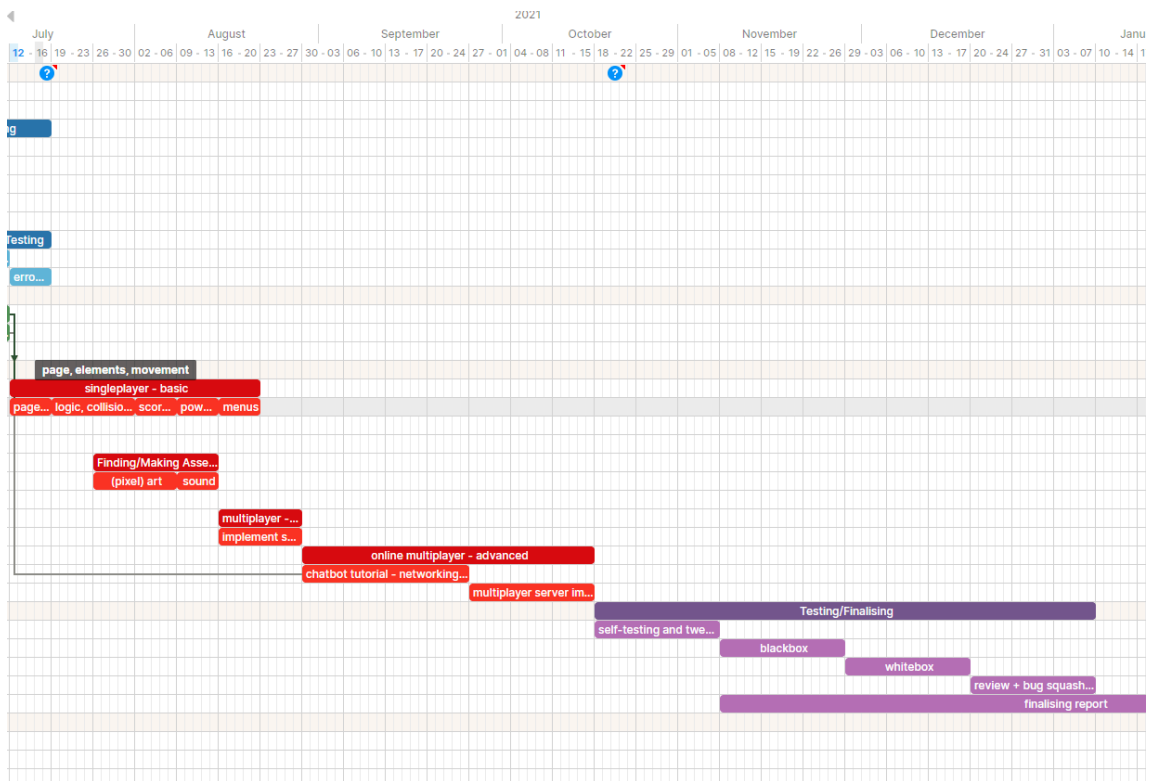 2021
July August September October November December Janu
12 - 16 19 - 23 26 - 30 02 - 06 09 - 13 16 - 20 23 - 27 30 - 03 06 - 10 13 - 17 20 - 24 27 - 01 04 - 08 11 - 15 18 - 22 25 - 29 01 - 05 08 - 12 15 - 19 22 - 26 29 - 03 06 - 10 13 - 17 20 - 24 27 - 31 03 - 07 10 - 14 1
? ?
ng
Testing
erro...
page, elements, movement
singleplayer - basic
page... logic, collisio... scor... pow... menus
Finding/Making Asse...
(pixel) art sound
multiplayer -...
implement s...
online multiplayer - advanced
chatbot tutorial - networking...
multiplayer server im...
Testing/Finalising
self-testing and twe...
blackbox
whitebox
review + bug squash...
finalising report